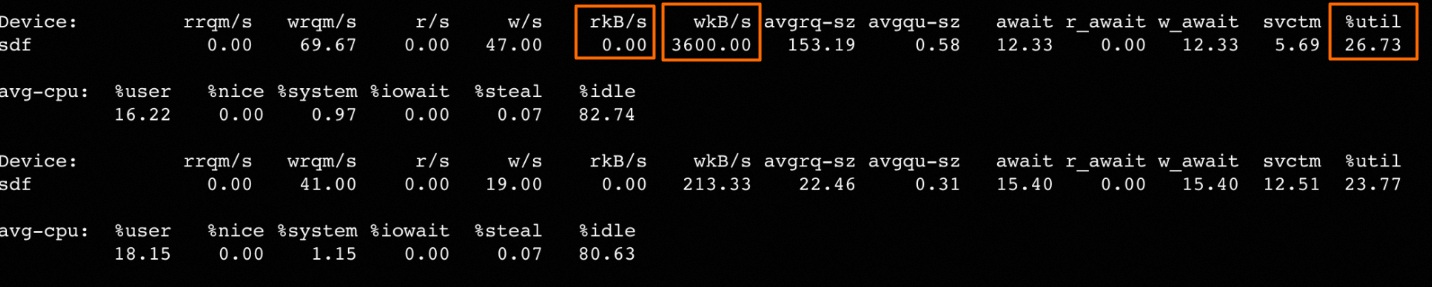 Device: rrqm/s wrqm/s r/s w/s rkB/s wkB/s avgrq-sz avgqu-sz await r_await w_await svctm %util
sdf 0.00 69.67 0.00 47.00 0.00 3600.00 153.19 0.58 12.33 0.00 12.33 5.69 26.73
avg-cpu: %user %nice %system %iowait %steal %idle
16.22 0.00 0.97 0.00 0.07 82.74
Device: rrqm/s wrqm/s r/s w/s rkB/s wkB/s avgrq-sz avgqu-sz await r_await w_await svctm %util
sdf 0.00 41.00 0.00 19.00 0.00 213.33 22.46 0.31 15.40 0.00 15.40 12.51 23.77
avg-cpu: %user %nice %system %iowait %steal %idle
18.15 0.00 1.15 0.00 0.07 80.63